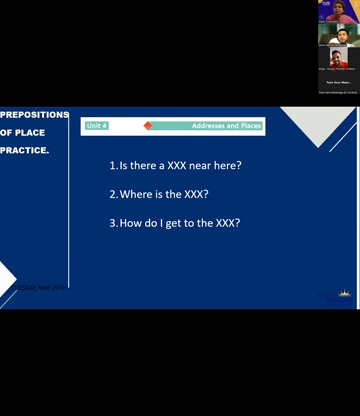 PREPOSITIONS
OF PLACE
PRACTICE.
Unit 4
Addresses and Places
1. Is there a XXX near here?
2. Where is the XXX?
3. How do I get to the XXX?